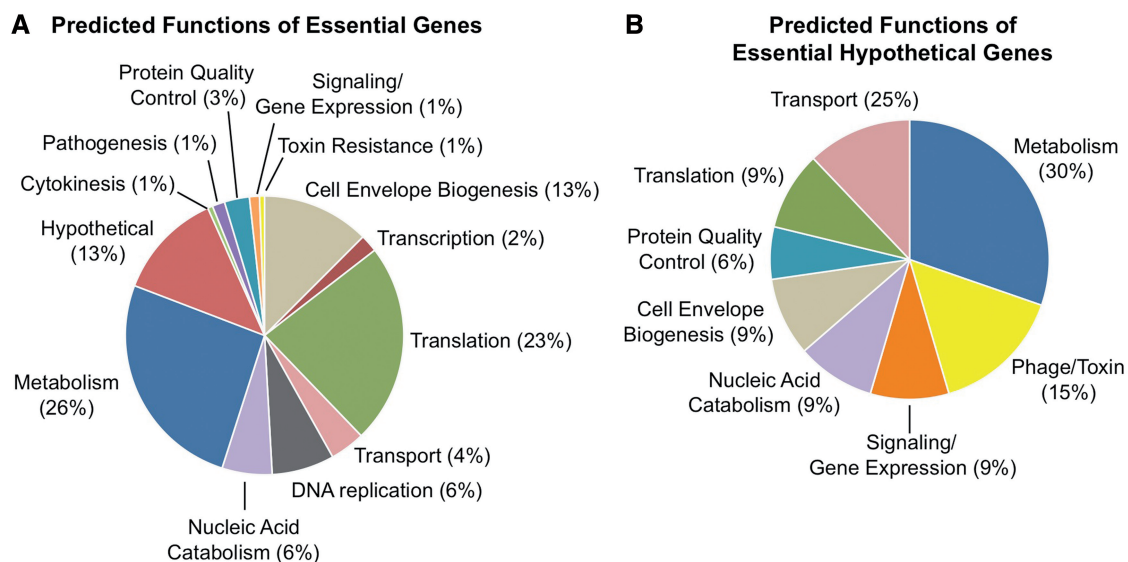 A Predicted Functions of Essential Genes
Protein Quality
Control (3%)
Signaling/
Gene Expression (1%)
Pathogenesis (1%)
Toxin Resistance (1%)
Cytokinesis (1%)
Cell Envelope Biogenesis (13%)
Hypothetical
(13%)
Transcription (2%)
Translation (23%)
Metabolism
(26%)
Transport (4%)
DNA replication (6%)
Nucleic Acid
Catabolism (6%)
B Predicted Functions of
Essential Hypothetical Genes
Transport (25%)
Metabolism
(30%)
Translation (9%)
Protein Quality
Control (6%)
Cell Envelope
Biogenesis (9%)
Phage/Toxin
(15%)
Nucleic Acid
Catabolism (9%)
Signaling/
Gene Expression (9%)